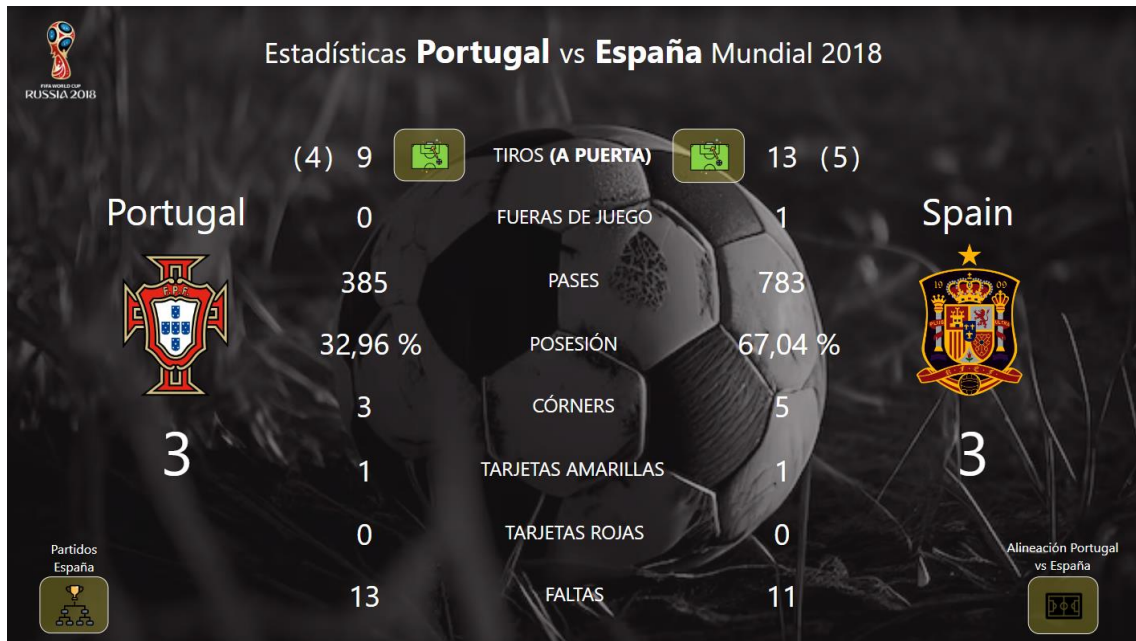 Estadísticas Portugal vs España Mundial 2018
FIFA WORLD CUP
RUSSIA 2018
(4) 9 TIROS (A PUERTA) 13 (5)
Portugal
Spain
0 FUERAS DE JUEGO 1
385 PASES 783
32,96 % POSESIÓN 67,04 %
3 CÓRNERS 5
3
3
1 TARJETAS AMARILLAS 1
0 TARJETAS ROJAS 0
13 FALTAS 11
F.P.F.
19 09
Partidos
España
Alineación Portugal
vs España